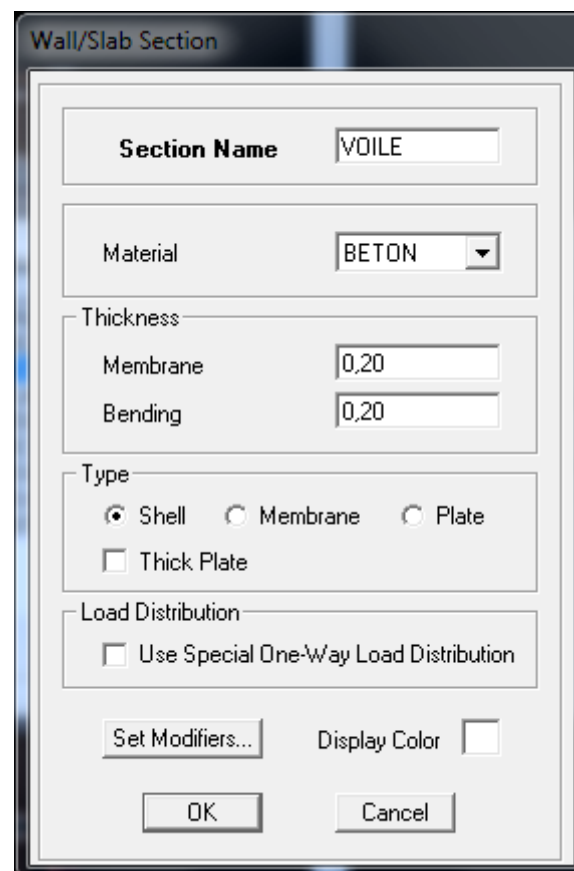 Wall/Slab Section
Section Name VOILE
Material BETON
Thickness
Membrane 0,20
Bending 0,20
Type
Shell Membrane Plate
Thick Plate
Load Distribution
Use Special One-Way Load Distribution
Set Modifiers... Display Color
OK Cancel